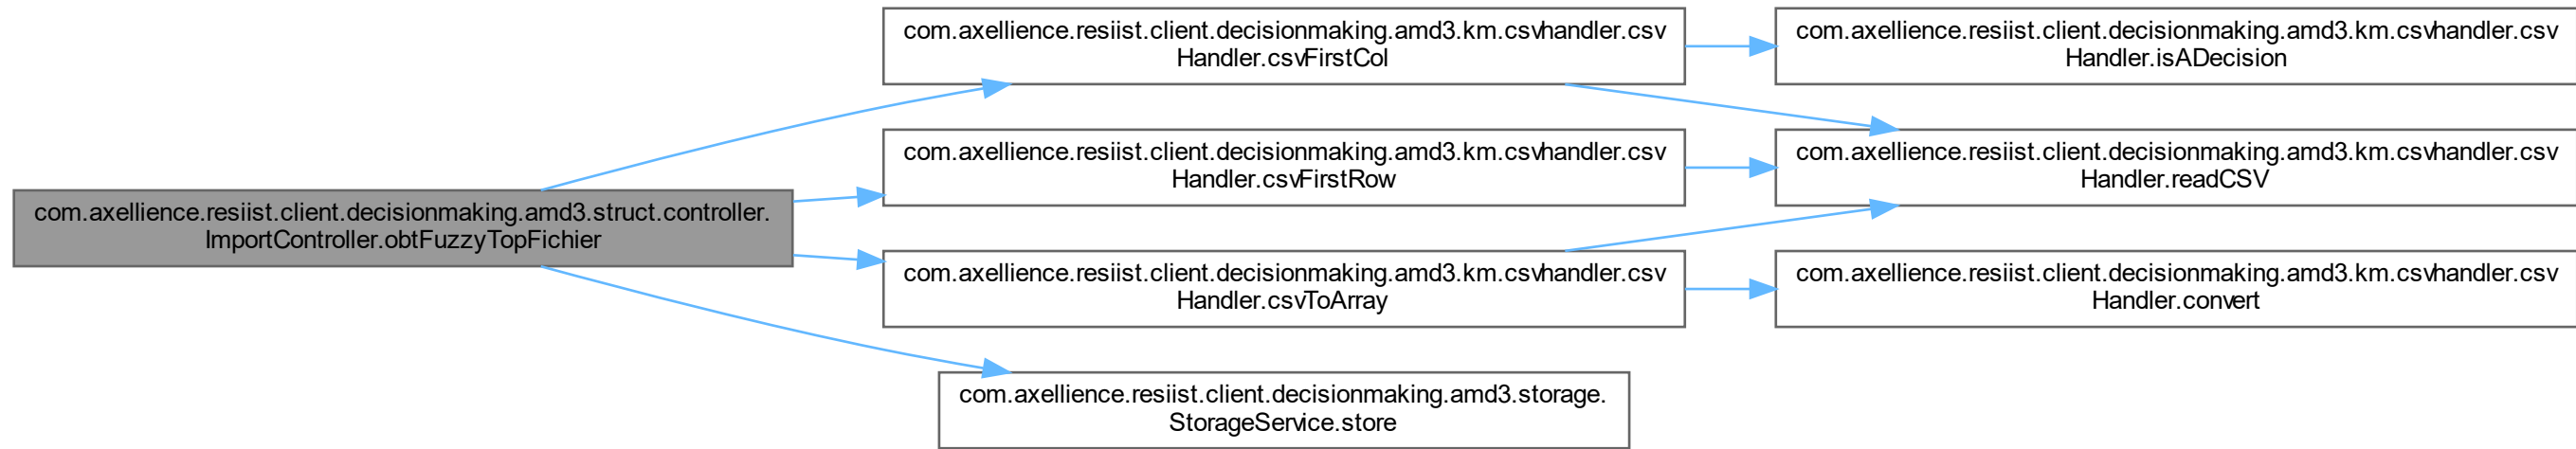 com.axellience.resiist.client.decisionmaking.amd3.struct.controller.
ImportController.obtFuzzyTopFichier
com.axellience.resiist.client.decisionmaking.amd3.km.csvhandler.csv
Handler.csvFirstCol
com.axellience.resiist.client.decisionmaking.amd3.km.csvhandler.csv
Handler.isADecision
com.axellience.resiist.client.decisionmaking.amd3.km.csvhandler.csv
Handler.csvFirstRow
com.axellience.resiist.client.decisionmaking.amd3.km.csvhandler.csv
Handler.readCSV
com.axellience.resiist.client.decisionmaking.amd3.km.csvhandler.csv
Handler.csvToArray
com.axellience.resiist.client.decisionmaking.amd3.km.csvhandler.csv
Handler.convert
com.axellience.resiist.client.decisionmaking.amd3.storage.
StorageService.store